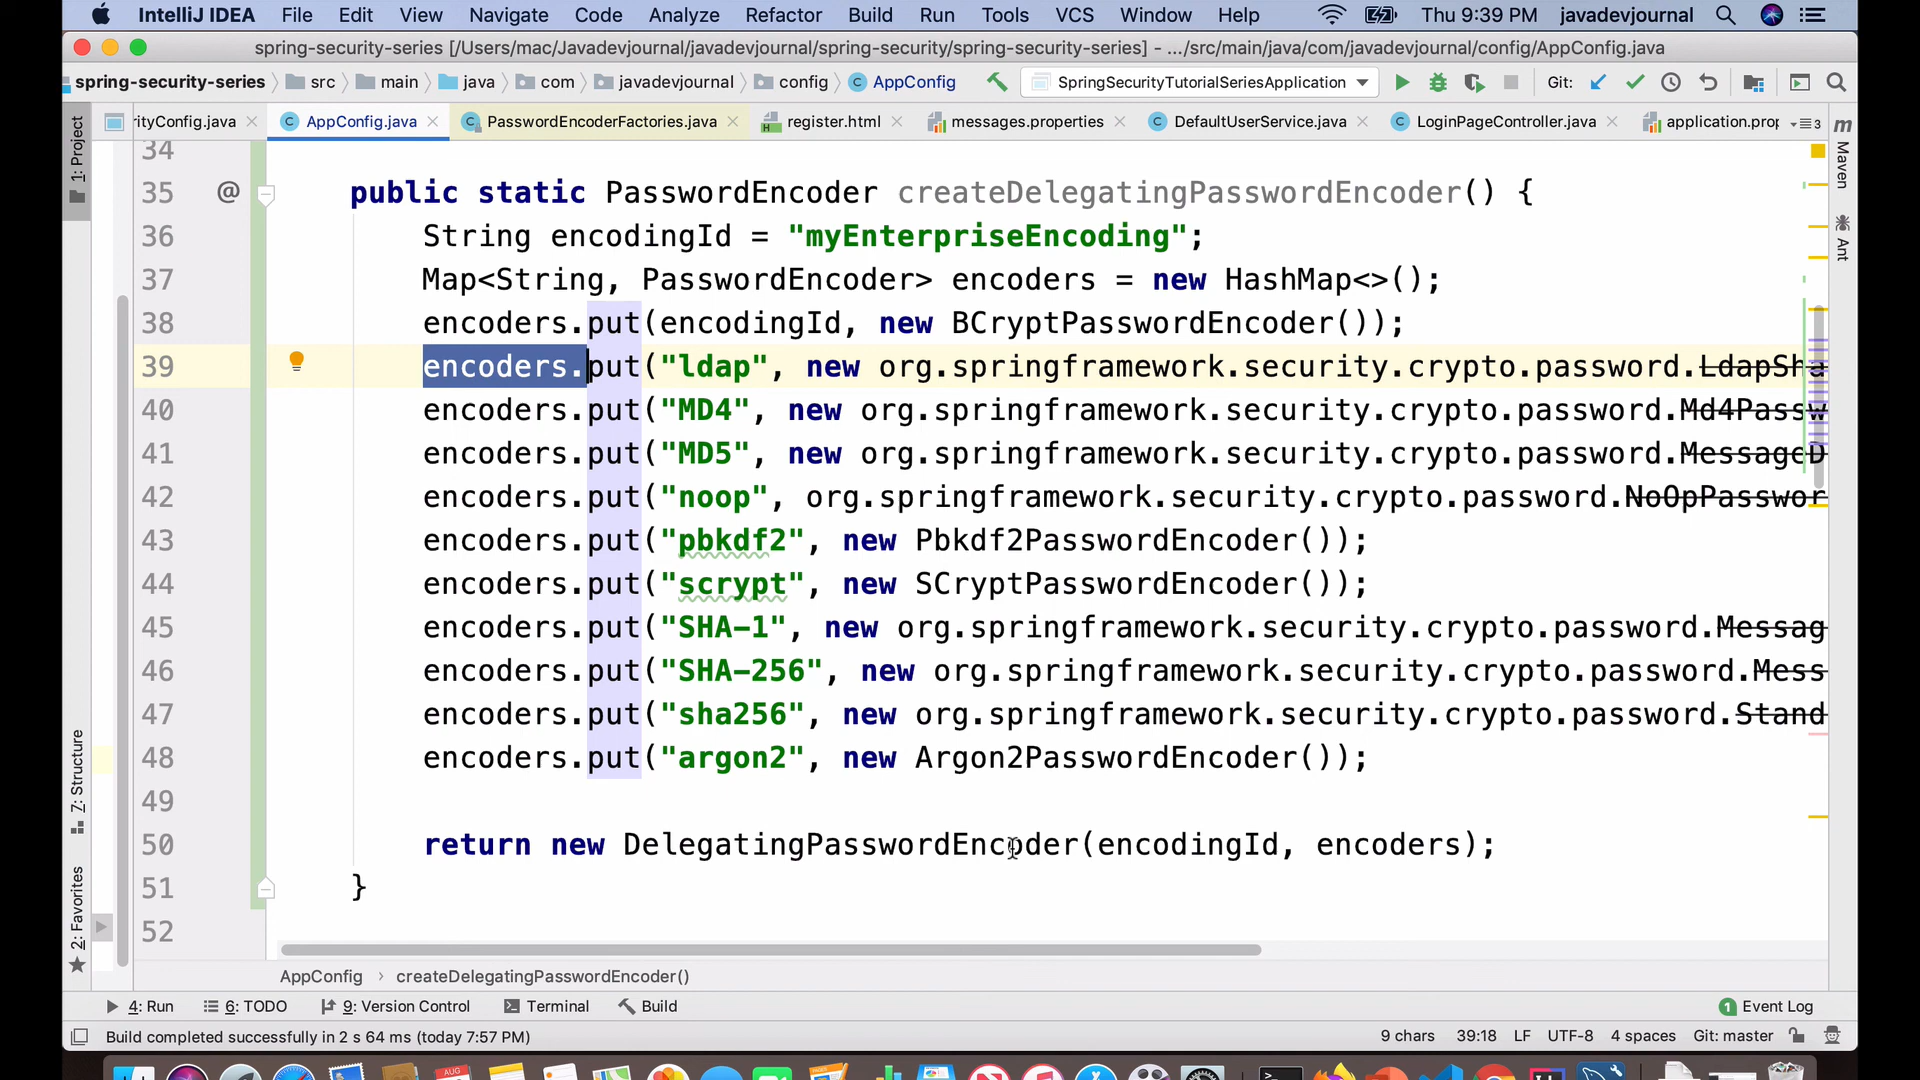 IntelliJ IDEA File Edit View Navigate Code Analyze Refactor Build Run Tools VCS Window Help Thu 9:39 PM javadevjournal
spring-security-series [/Users/mac/Javadevjournal/javadevjournal/spring-security/spring-security-series] - .../src/main/java/com/javadevjournal/config/AppConfig.java
spring-security-series src main java com javadevjournal config AppConfig SpringSecurityTutorialSeriesApplication Git:
rityConfig.java AppConfig.java PasswordEncoderFactories.java register.html messages.properties DefaultUserService.java LoginPageController.java application.prop 3
1: Project
7: Structure
2: Favorites
Maven
Ant
34
35 @ public static PasswordEncoder createDelegatingPasswordEncoder() {
36 String encodingId = "myEnterpriseEncoding";
37 Map<String, PasswordEncoder> encoders = new HashMap<>();
38 encoders.put(encodingId, new BCryptPasswordEncoder());
39 encoders.put("ldap", new org.springframework.security.crypto.password.LdapSha
40 encoders.put("MD4", new org.springframework.security.crypto.password.Md4Passw
41 encoders.put("MD5", new org.springframework.security.crypto.password.MessageD
42 encoders.put("noop", org.springframework.security.crypto.password.NoOpPasswor
43 encoders.put("pbkdf2", new Pbkdf2PasswordEncoder());
44 encoders.put("scrypt", new SCryptPasswordEncoder());
45 encoders.put("SHA-1", new org.springframework.security.crypto.password.Messag
46 encoders.put("SHA-256", new org.springframework.security.crypto.password.Mess
47 encoders.put("sha256", new org.springframework.security.crypto.password.Stand
48 encoders.put("argon2", new Argon2PasswordEncoder());
49
50 return new DelegatingPasswordEncoder(encodingId, encoders);
51 }
52
AppConfig › createDelegatingPasswordEncoder()
4: Run 6: TODO 9: Version Control Terminal Build 1 Event Log
Build completed successfully in 2 s 64 ms (today 7:57 PM) 9 chars 39:18 LF UTF-8 4 spaces Git: master